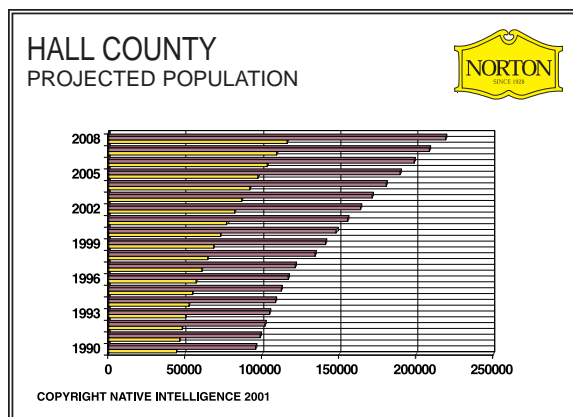 HALL COUNTY
PROJECTED POPULATION
NORTON
SINCE 1928
2008
2005
2002
1999
1996
1993
1990
0 50000 100000 150000 200000 250000
COPYRIGHT NATIVE INTELLIGENCE 2001